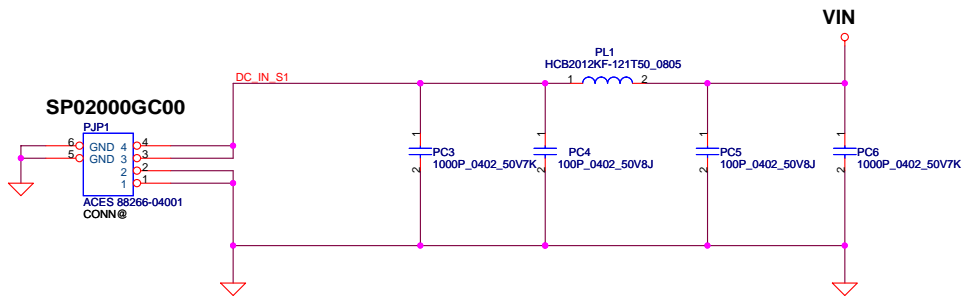 VIN
PL1
HCB2012KF-121T50_0805
DC_IN_S1
1 2
SP02000GC00
PJP1
6 GND 4 4
5 GND 3 3
2 2
1 1
ACES 88266-04001
CONN@
1
PC3
1000P_0402_50V7K
2
1
PC4
100P_0402_50V8J
2
1
PC5
100P_0402_50V8J
2
1
PC6
1000P_0402_50V7K
2